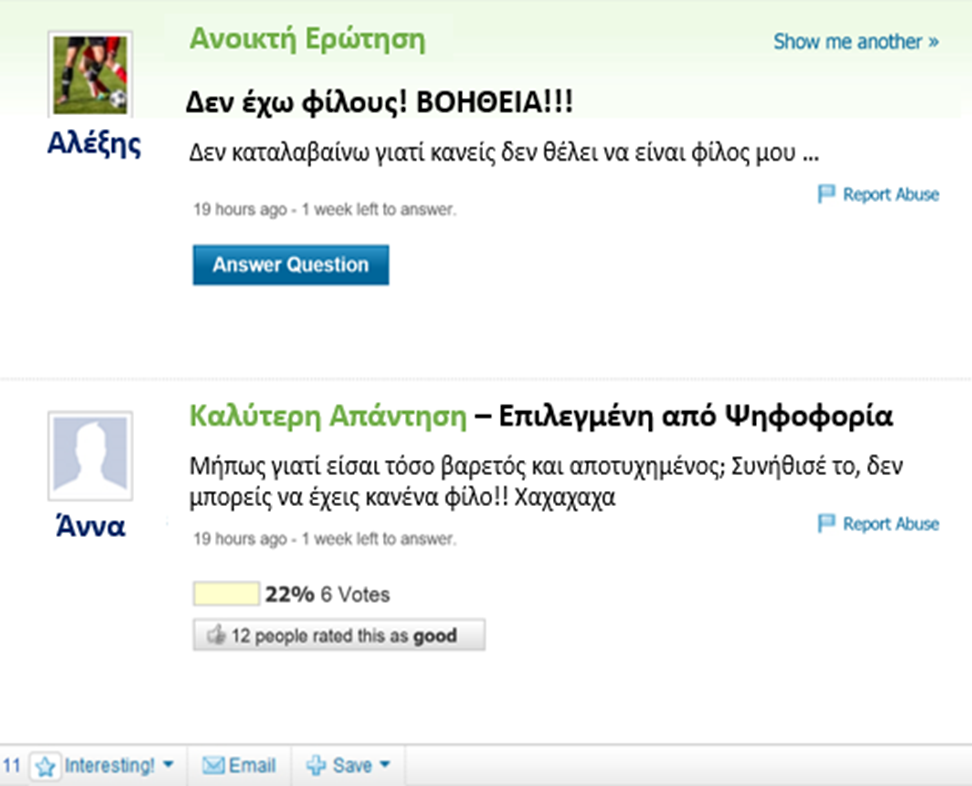 Ανοικτή Ερώτηση
Show me another »
Δεν έχω φίλους! ΒΟΗΘΕΙΑ!!!
Αλέξης
Δεν καταλαβαίνω γιατί κανείς δεν θέλει να είναι φίλος μου ...
Report Abuse
19 hours ago - 1 week left to answer.
Answer Question
Καλύτερη Απάντηση – Επιλεγμένη από Ψηφοφορία
Μήπως γιατί είσαι τόσο βαρετός και αποτυχημένος; Συνήθισέ το, δεν
μπορείς να έχεις κανένα φίλο!! Χαχαχαχα
Άννα
Report Abuse
19 hours ago - 1 week left to answer.
22% 6 Votes
12 people rated this as good
11 Interesting! Email Save